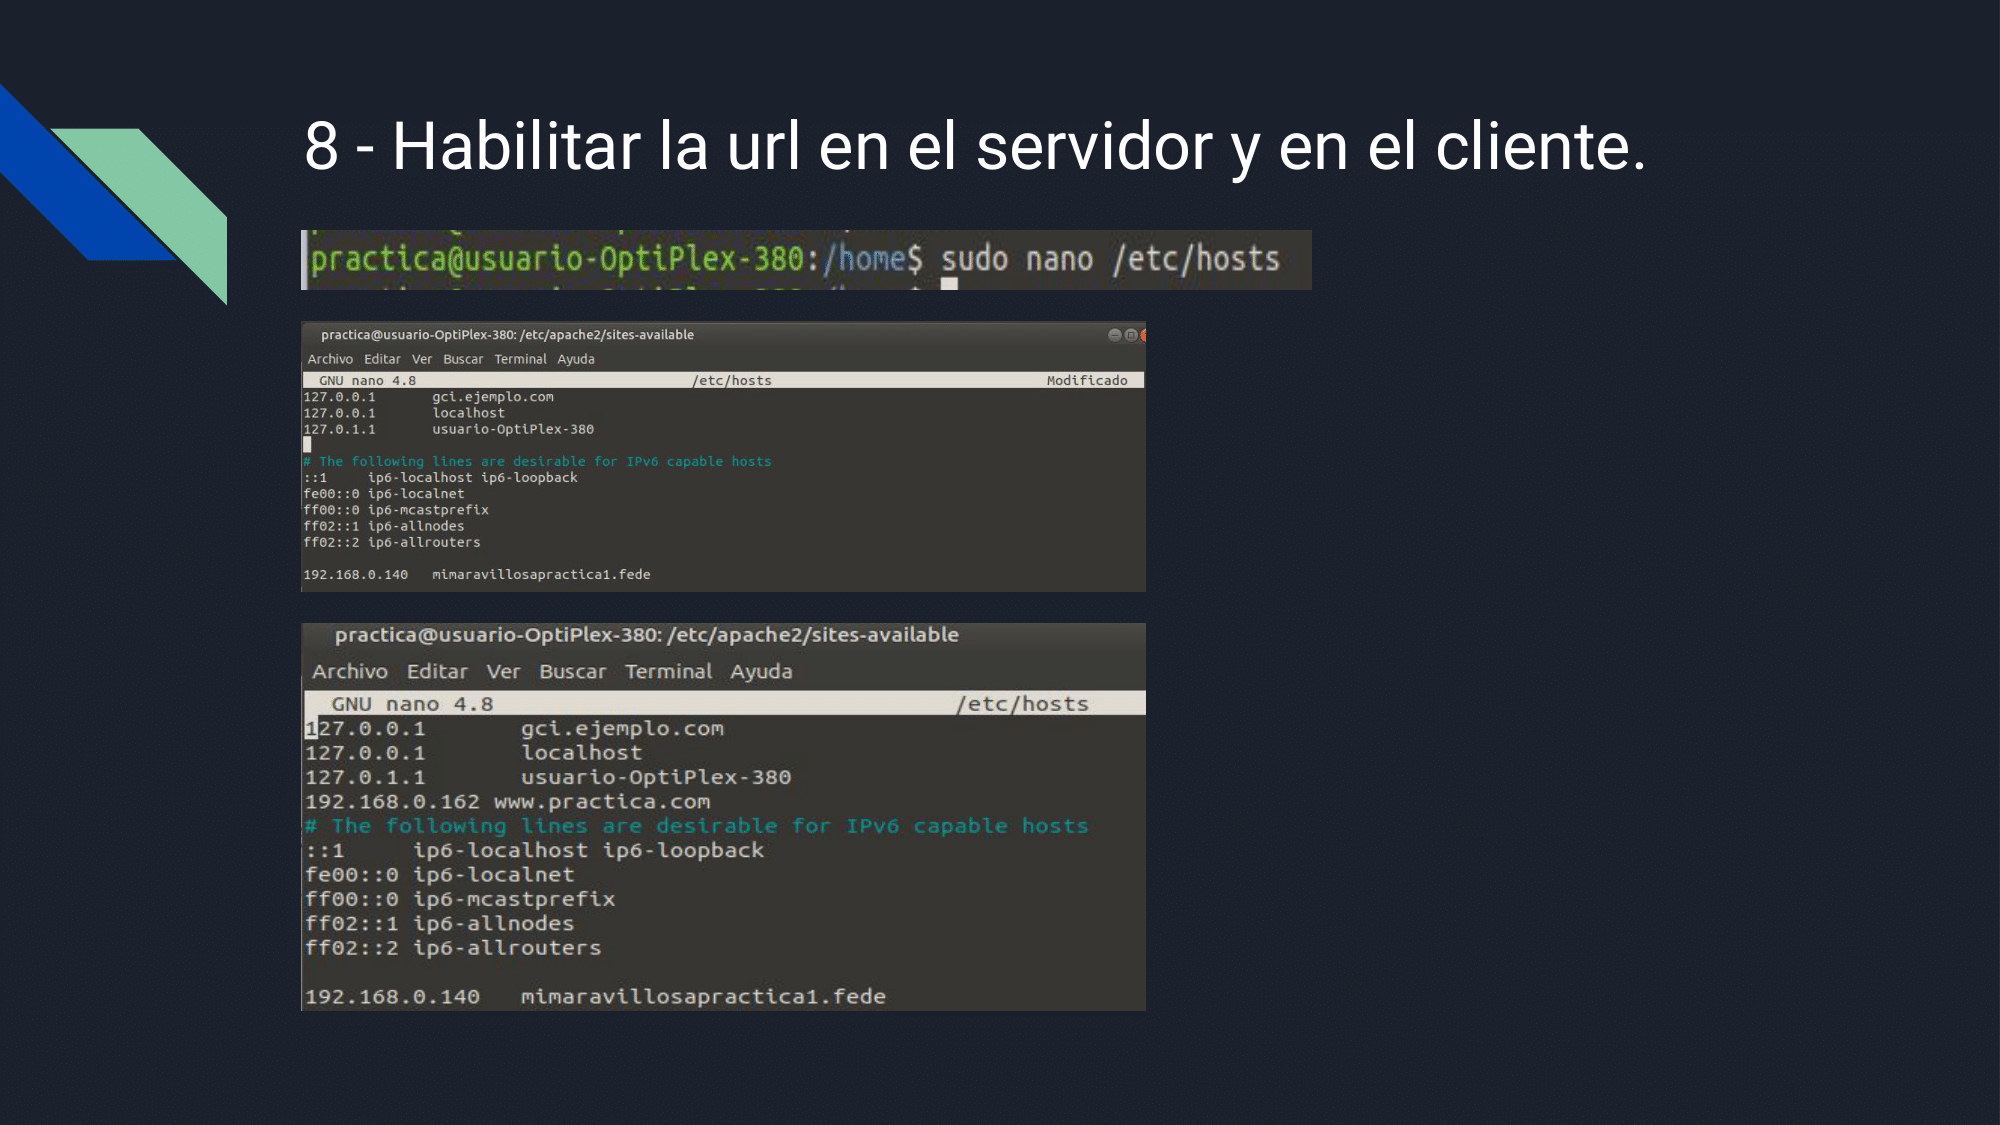 8 - Habilitar la url en el servidor y en el cliente.
practica@usuario-OptiPlex-380:/home$ sudo nano /etc/hosts
practica@usuario-OptiPlex-380: /etc/apache2/sites-available
Archivo Editar Ver Buscar Terminal Ayuda
GNU nano 4.8 /etc/hosts Modificado
127.0.0.1 gci.ejemplo.com
127.0.0.1 localhost
127.0.1.1 usuario-OptiPlex-380
# The following lines are desirable for IPv6 capable hosts
::1 ip6-localhost ip6-loopback
fe00::0 ip6-localnet
ff00::0 ip6-mcastprefix
ff02::1 ip6-allnodes
ff02::2 ip6-allrouters
192.168.0.140 mimaravillosapractica1.fede
practica@usuario-OptiPlex-380: /etc/apache2/sites-available
Archivo Editar Ver Buscar Terminal Ayuda
GNU nano 4.8 /etc/hosts
127.0.0.1 gci.ejemplo.com
127.0.0.1 localhost
127.0.1.1 usuario-OptiPlex-380
192.168.0.162 www.practica.com
# The following lines are desirable for IPv6 capable hosts
::1 ip6-localhost ip6-loopback
fe00::0 ip6-localnet
ff00::0 ip6-mcastprefix
ff02::1 ip6-allnodes
ff02::2 ip6-allrouters
192.168.0.140 mimaravillosapractica1.fede